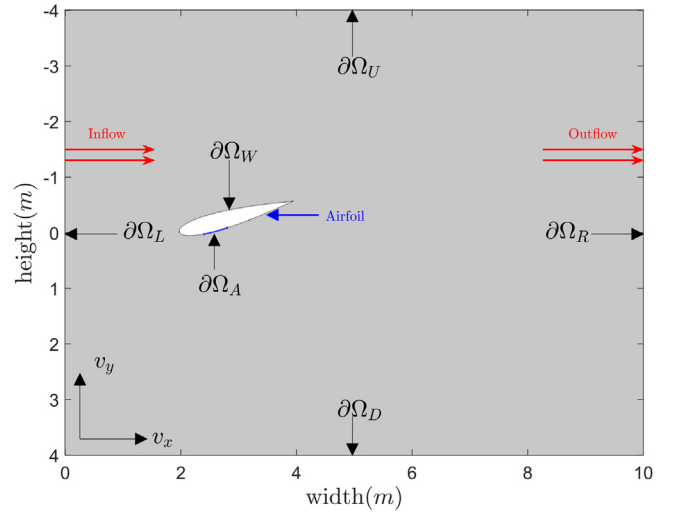 -4
∂Ω_U
-3
-2
Inflow
Outflow
∂Ω_W
-1
height(m)
Airfoil
0
∂Ω_L
∂Ω_R
∂Ω_A
1
2
v_y
3
∂Ω_D
v_x
4
0 2 4 6 8 10
width(m)